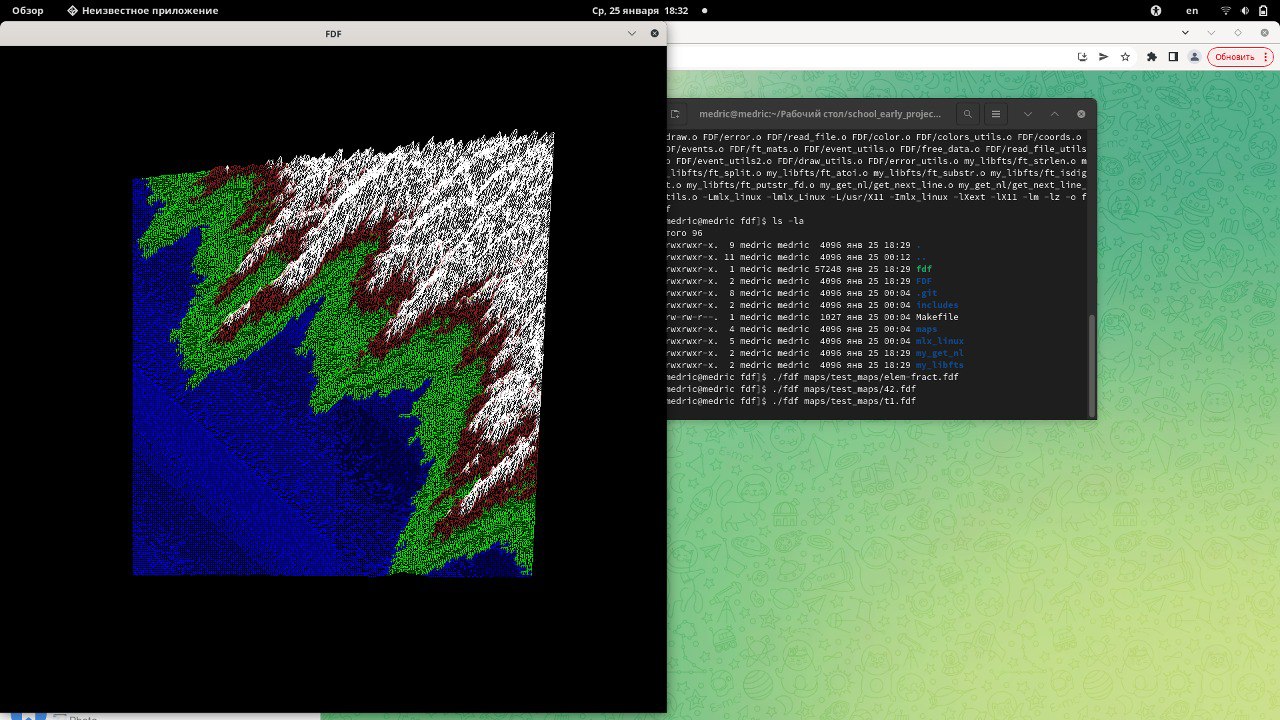 Обзор
Неизвестное приложение
Ср, 25 января 18:32
en
FDF
Обновить
medric@medric:~/Рабочий стол/school_early_projec...
draw.o FDF/error.o FDF/read_file.o FDF/color.o FDF/colors_utils.o FDF/coords.o
DF/events.o FDF/ft_mats.o FDF/event_utils.o FDF/free_data.o FDF/read_file_utils
FDF/event_utils2.o FDF/draw_utils.o FDF/error_utils.o my_libfts/ft_strlen.o m
_libfts/ft_split.o my_libfts/ft_atoi.o my_libfts/ft_substr.o my_libfts/ft_isdig
t.o my_libfts/ft_putstr_fd.o my_get_nl/get_next_line.o my_get_nl/get_next_line_
tils.o -Lmlx_linux -lmlx_Linux -L/usr/X11 -Imlx_linux -lXext -lX11 -lm -lz -o f
f
medric@medric fdf]$ ls -la
того 96
rwxrwxr-x. 9 medric medric 4096 янв 25 18:29 .
rwxrwxr-x. 11 medric medric 4096 янв 25 00:12 ..
rwxrwxr-x. 1 medric medric 57248 янв 25 18:29 fdf
rwxrwxr-x. 2 medric medric 4096 янв 25 18:29 FDF
rwxrwxr-x. 8 medric medric 4096 янв 25 00:04 .git
rwxrwxr-x. 2 medric medric 4096 янв 25 00:04 includes
rw-rw-r--. 1 medric medric 1027 янв 25 00:04 Makefile
rwxrwxr-x. 4 medric medric 4096 янв 25 00:04 maps
rwxrwxr-x. 5 medric medric 4096 янв 25 00:04 mlx_linux
rwxrwxr-x. 2 medric medric 4096 янв 25 18:29 my_get_nl
rwxrwxr-x. 2 medric medric 4096 янв 25 18:29 my_libfts
medric@medric fdf]$ ./fdf maps/test_maps/elem-fract.fdf
medric@medric fdf]$ ./fdf maps/test_maps/42.fdf
medric@medric fdf]$ ./fdf maps/test_maps/t1.fdf
Photo